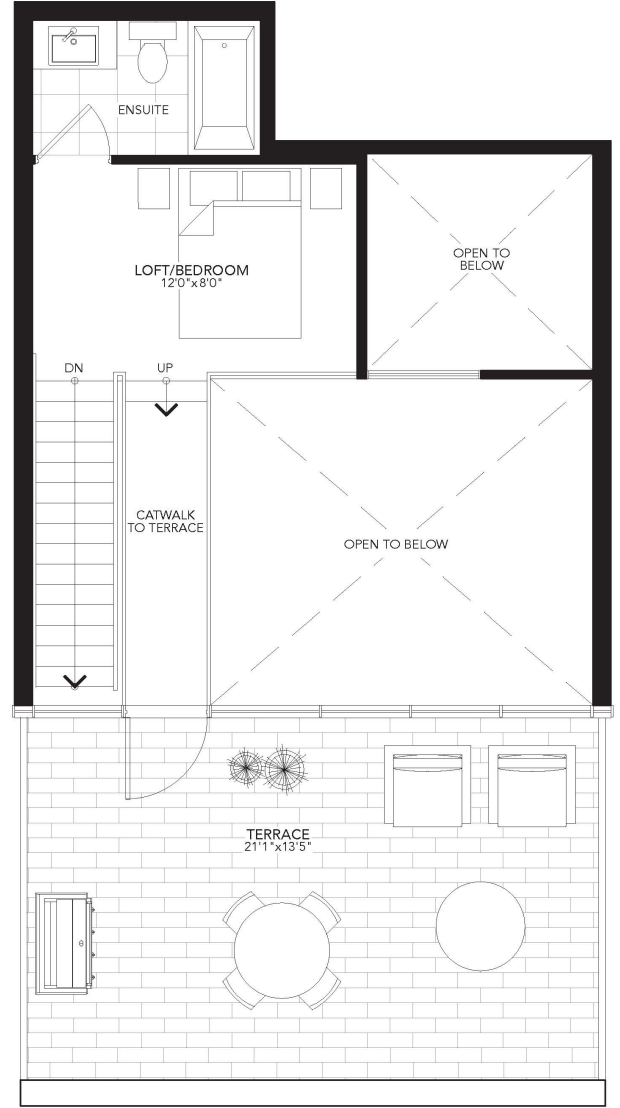 ENSUITE
OPEN TO
BELOW
LOFT/BEDROOM
12'0"x8'0"
DN
UP
CATWALK
TO TERRACE
OPEN TO BELOW
TERRACE
21'1"x13'5"